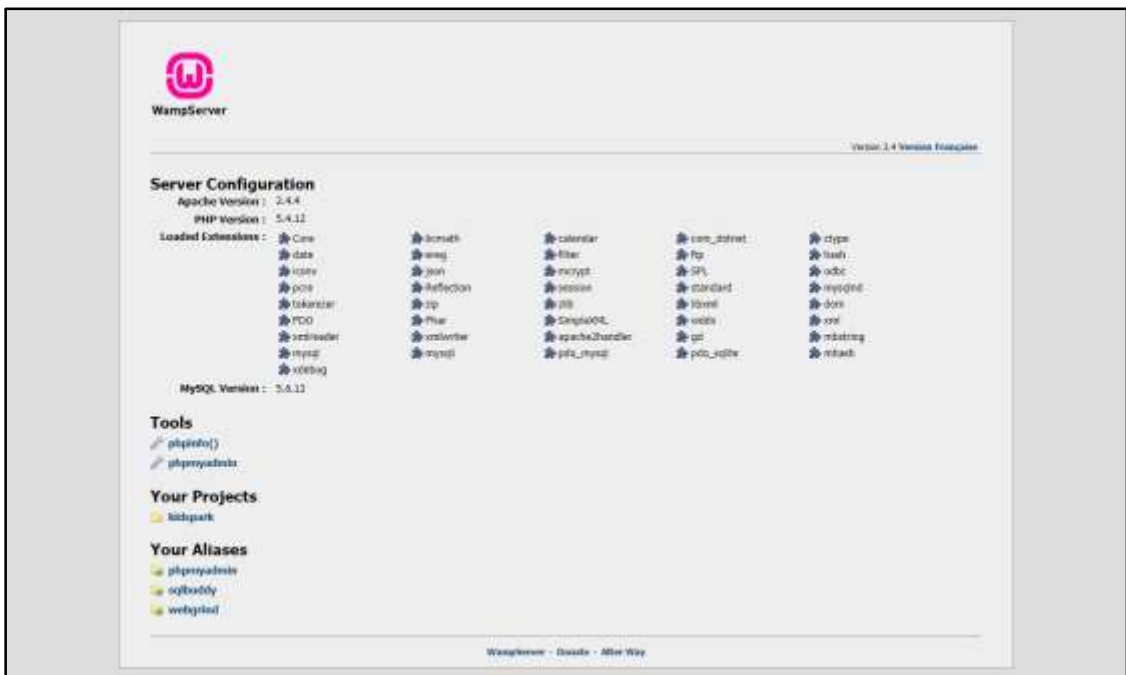 WampServer
Version 2.4 Version Française
Server Configuration
Apache Version : 2.4.4
PHP Version : 5.4.12
Loaded Extensions : Core bcmath calendar com_dotnet ctype
date ereg filter ftp hash
iconv json mcrypt SPL odbc
pcre Reflection session standard mysqlnd
tokenizer zip zlib libxml dom
PDO Phar SimpleXML wddx xml
xmlreader xmlwriter apache2handler gd mbstring
mysql mysqli pdo_mysql pdo_sqlite mhash
xdebug
MySQL Version : 5.6.12
Tools
phpinfo()
phpmyadmin
Your Projects
kidspark
Your Aliases
phpmyadmin
sqlbuddy
webgrind
WampServer - Donate - Alter Way